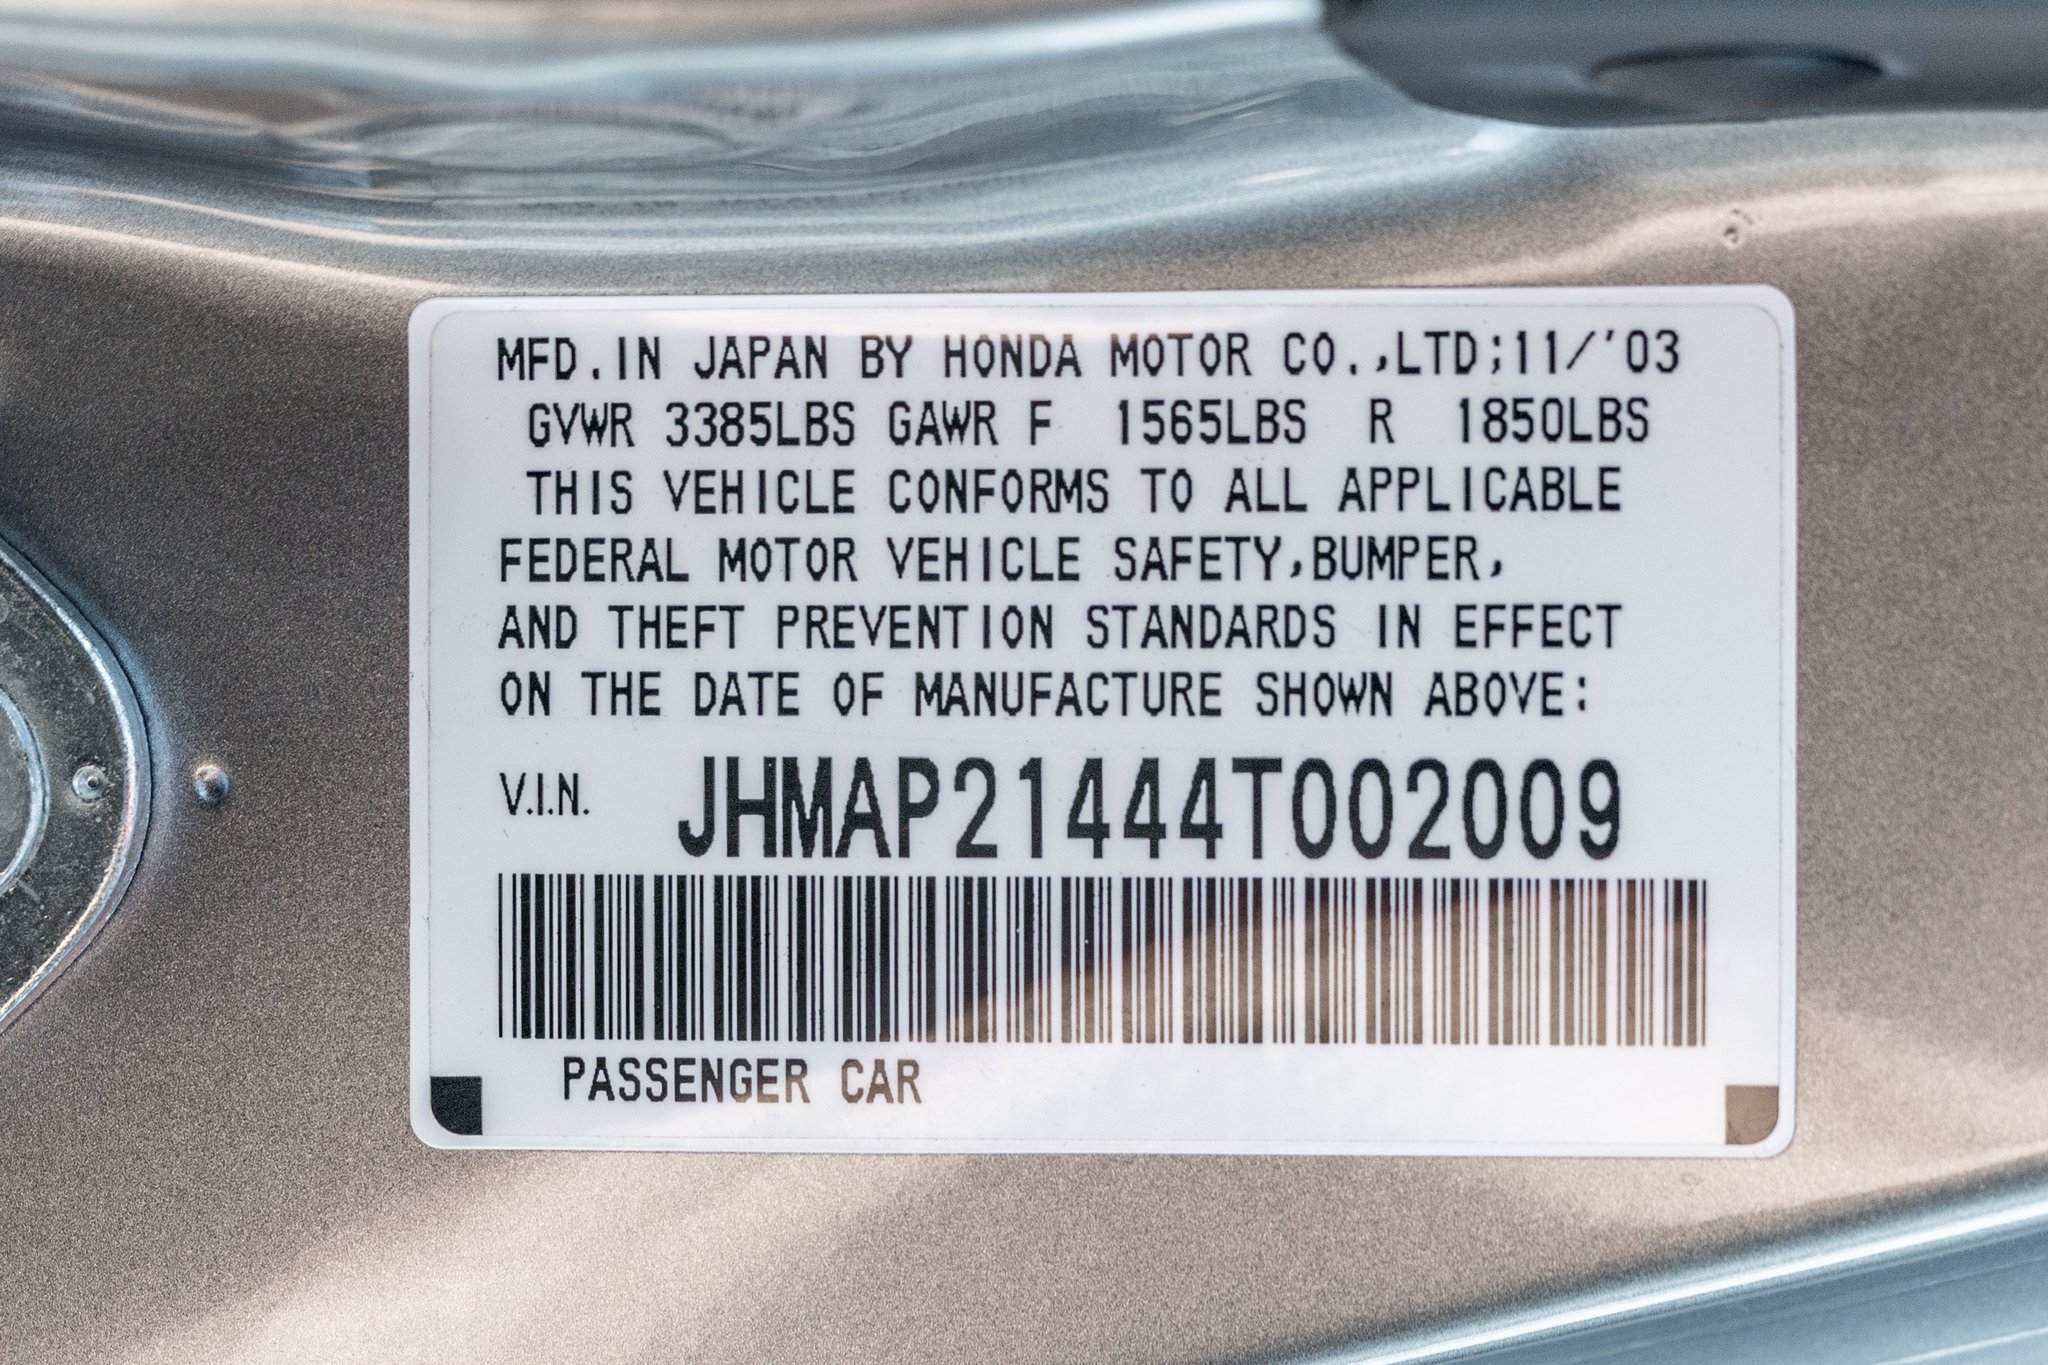 MFD.IN JAPAN BY HONDA MOTOR CO.,LTD;11/'03
GVWR 3385LBS GAWR F 1565LBS R 1850LBS
THIS VEHICLE CONFORMS TO ALL APPLICABLE
FEDERAL MOTOR VEHICLE SAFETY,BUMPER,
AND THEFT PREVENTION STANDARDS IN EFFECT
ON THE DATE OF MANUFACTURE SHOWN ABOVE:
V.I.N. JHMAP21444T002009
PASSENGER CAR